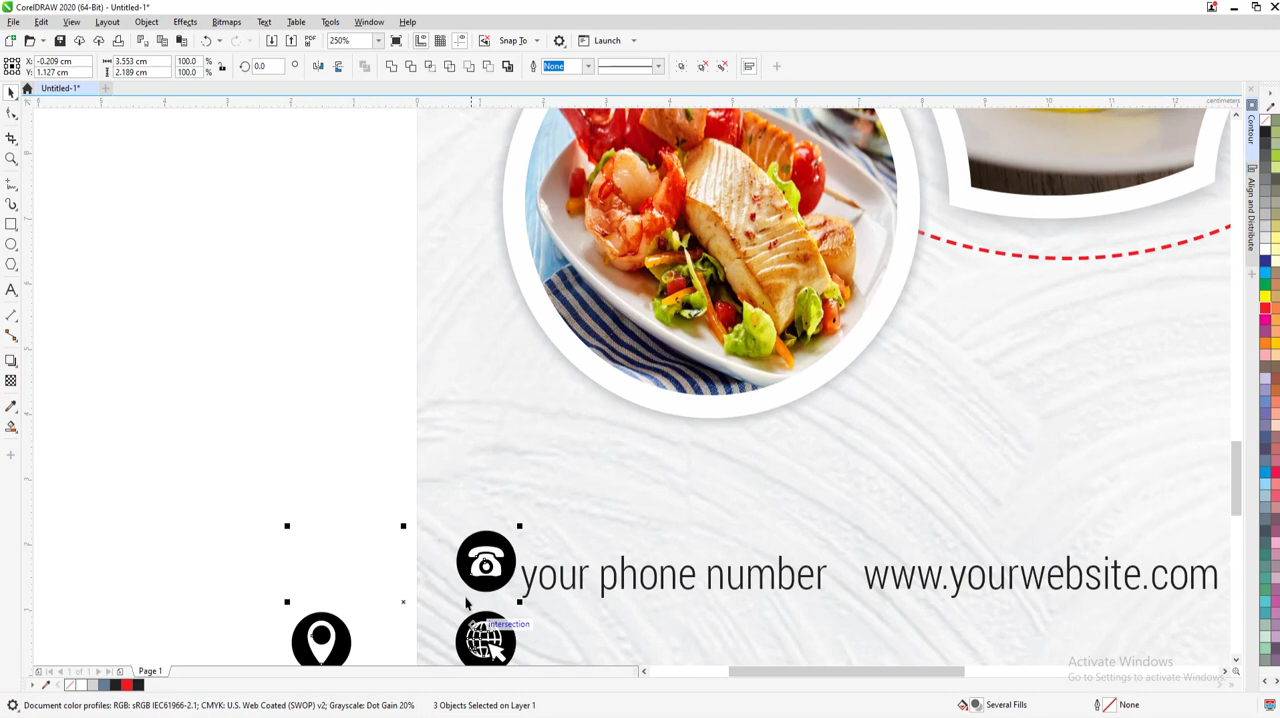 CorelDRAW 2020 (64-Bit) - Untitled-1*
File Edit View Layout Object Effects Bitmaps Text Table Tools Window Help
PDF 250% Snap To Launch
X: -0.209 cm 3.553 cm 100.0 % 0.0 ° None
Y: 1.127 cm 2.189 cm 100.0 %
Untitled-1*
centimeters
Contour
Align and Distribute
your phone number www.yourwebsite.com
intersection
Activate Windows
Go to Settings to activate Windows.
1 of 1 Page 1
Document color profiles: RGB: sRGB IEC61966-2.1; CMYK: U.S. Web Coated (SWOP) v2; Grayscale: Dot Gain 20% 3 Objects Selected on Layer 1 Several Fills None